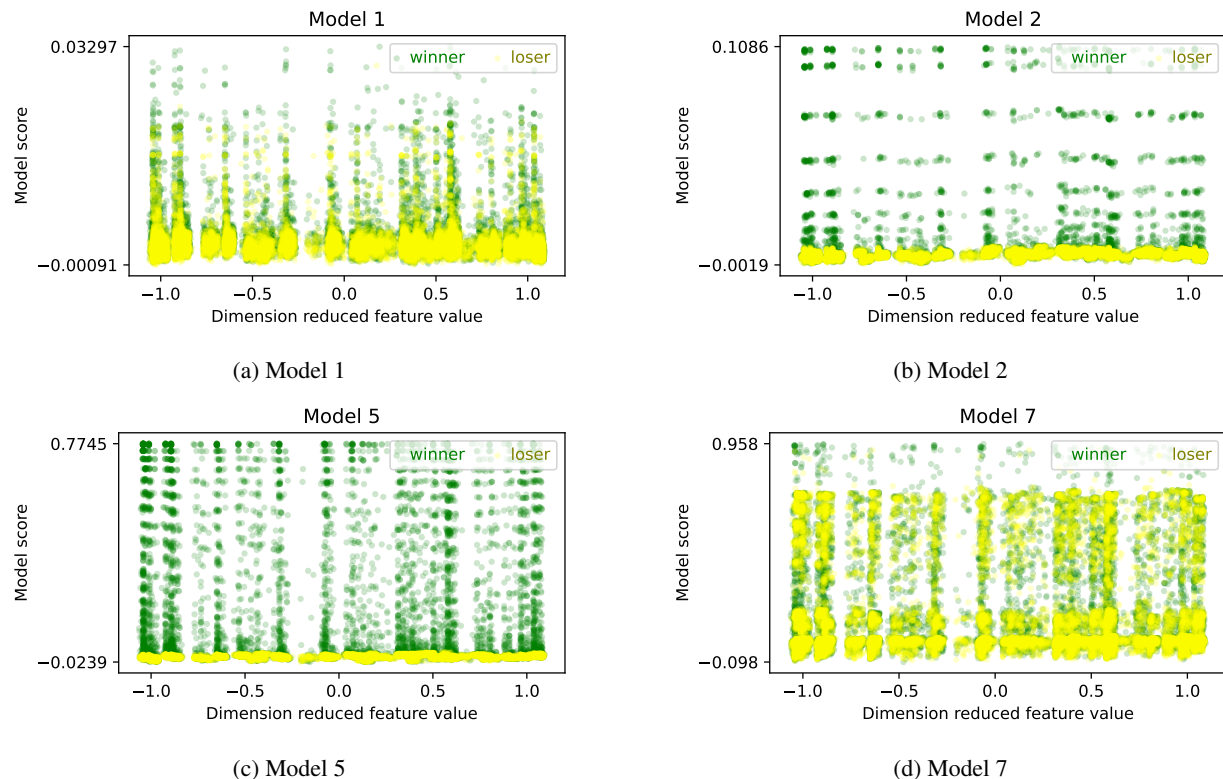 Model 1
0.03297
−0.00091
Model score
winner loser
−1.0 −0.5 0.0 0.5 1.0
Dimension reduced feature value
(a) Model 1
Model 2
0.1086
−0.0019
Model score
winner loser
−1.0 −0.5 0.0 0.5 1.0
Dimension reduced feature value
(b) Model 2
Model 5
0.7745
−0.0239
Model score
winner loser
−1.0 −0.5 0.0 0.5 1.0
Dimension reduced feature value
(c) Model 5
Model 7
0.958
−0.098
Model score
winner loser
−1.0 −0.5 0.0 0.5 1.0
Dimension reduced feature value
(d) Model 7